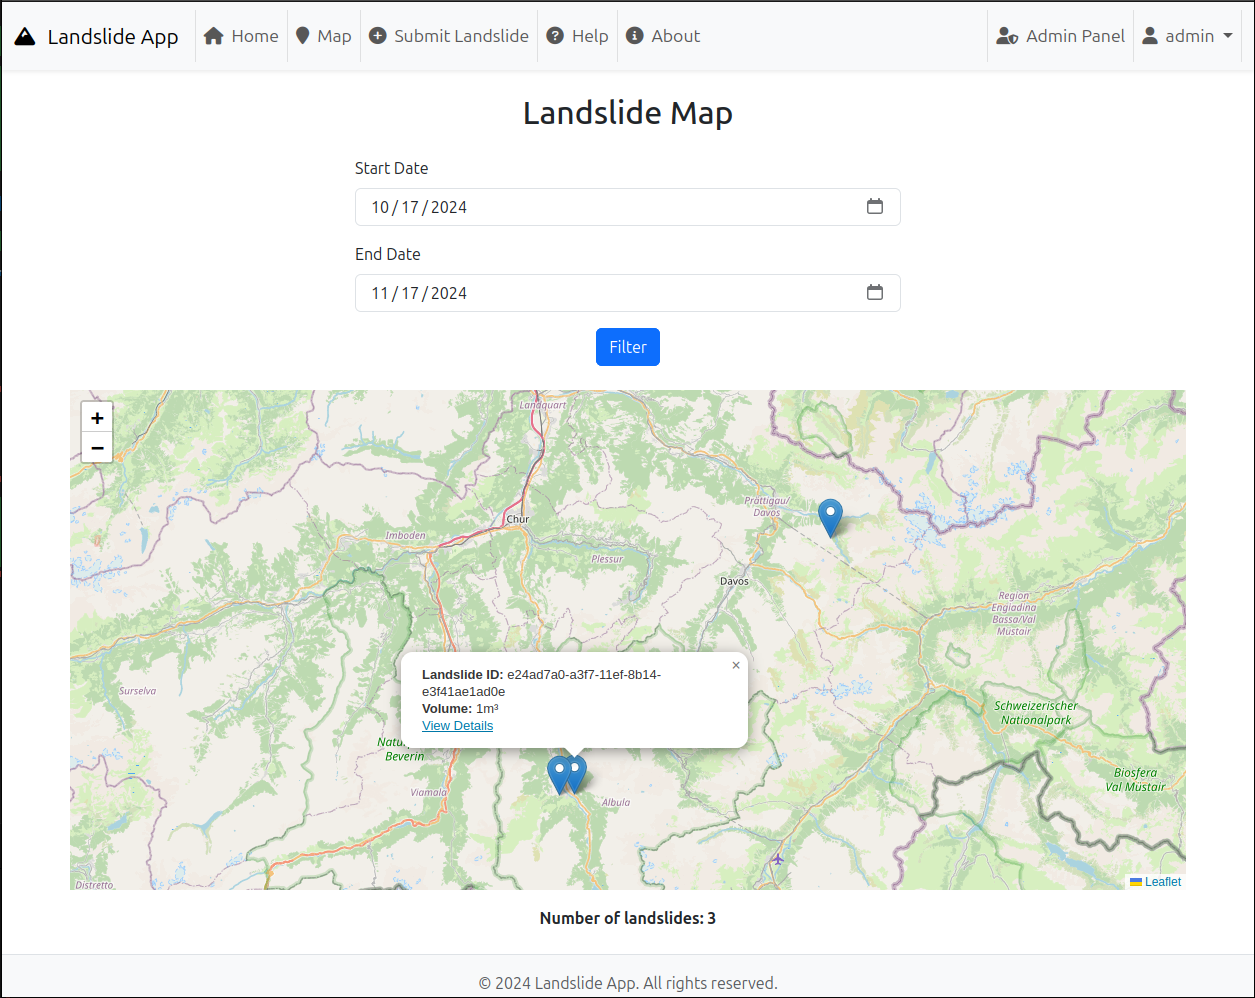 Landslide App
Home
Map
Submit Landslide
Help
About
Admin Panel
admin
Landslide Map
Start Date
10/17/2024
End Date
11/17/2024
Filter
+
−
Landquart
Chur
Imboden
Prättigau/
Davos
Plessur
Davos
Region
Engiadina
Bassa/Val
Müstair
Surselva
×
Landslide ID: e24ad7a0-a3f7-11ef-8b14-
e3f41ae1ad0e
Volume: 1m³
View Details
Schweizerischer
Nationalpark
Beverin
Viamala
Albula
Biosfera
Val Müstair
Distretto
Leaflet
Number of landslides: 3
© 2024 Landslide App. All rights reserved.